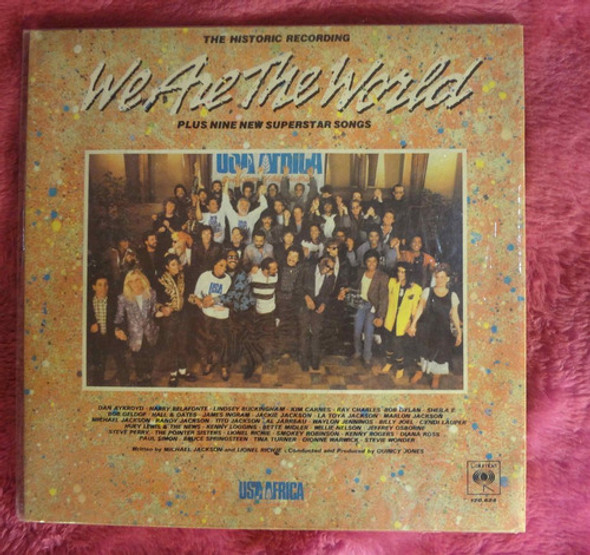 THE HISTORIC RECORDING
We Are The World
PLUS NINE NEW SUPERSTAR SONGS
USA AFRICA
USA
DAN AYKROYD · HARRY BELAFONTE · LINDSEY BUCKINGHAM · KIM CARNES · RAY CHARLES · BOB DYLAN · SHEILA E.
BOB GELDOF · HALL & OATES · JAMES INGRAM · JACKIE JACKSON · LA TOYA JACKSON · MARLON JACKSON
MICHAEL JACKSON · RANDY JACKSON · TITO JACKSON · AL JARREAU · WAYLON JENNINGS · BILLY JOEL · CYNDI LAUPER
HUEY LEWIS & THE NEWS · KENNY LOGGINS · BETTE MIDLER · WILLIE NELSON · JEFFREY OSBORNE
STEVE PERRY · THE POINTER SISTERS · LIONEL RICHIE · SMOKEY ROBINSON · KENNY ROGERS · DIANA ROSS
PAUL SIMON · BRUCE SPRINGSTEEN · TINA TURNER · DIONNE WARWICK · STEVIE WONDER
Written by MICHAEL JACKSON and LIONEL RICHIE · Conducted and Produced by QUINCY JONES
USA AFRICA